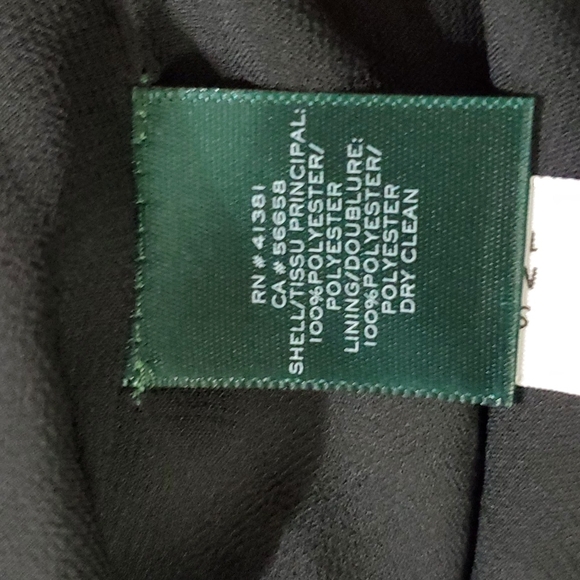 RN # 41381
CA # 56658
SHELL/TISSU PRINCIPAL:
100%POLYESTER/
POLYESTER
LINING/DOUBLURE:
100%POLYESTER/
POLYESTER
DRY CLEAN